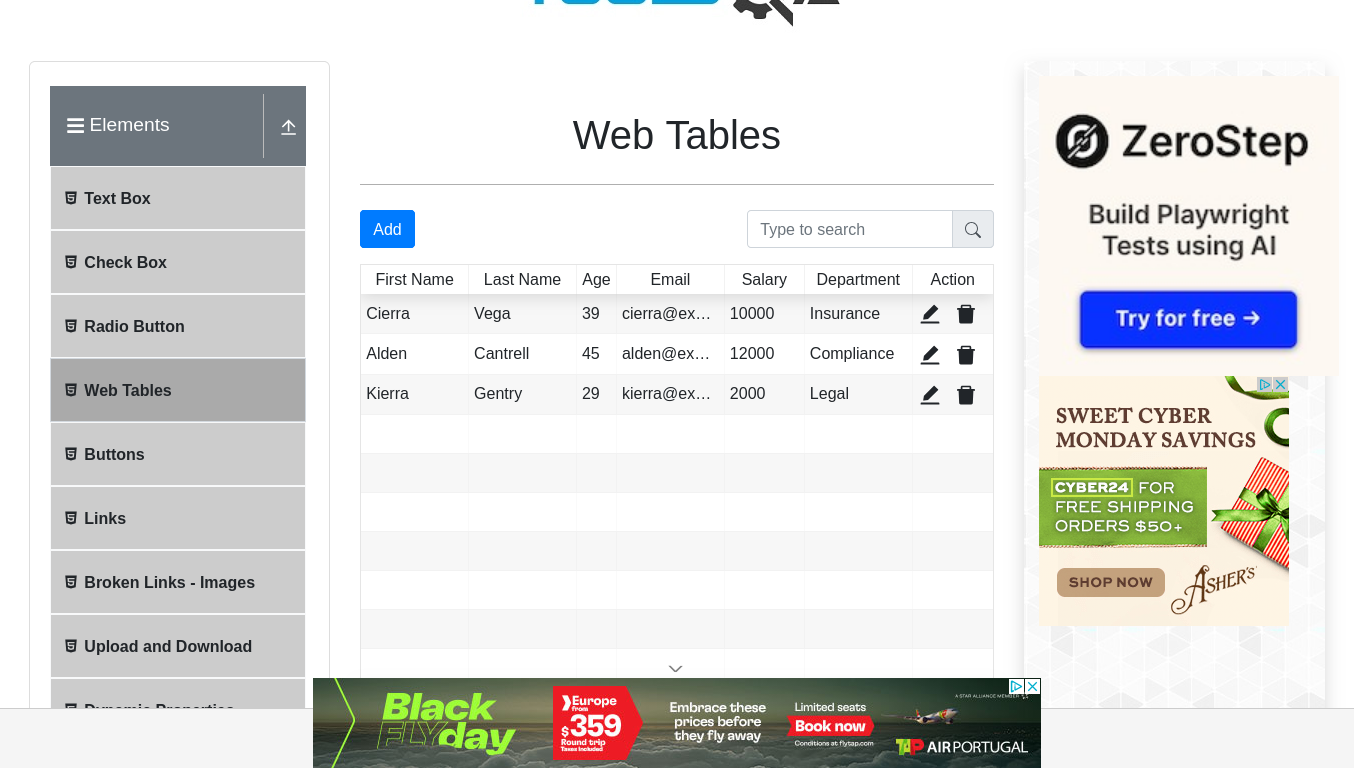 Elements
Text Box
Check Box
Radio Button
Web Tables
Buttons
Links
Broken Links - Images
Upload and Download
Dynamic Properties
Web Tables
Add
Type to search
First Name Last Name Age Email Salary Department Action
Cierra Vega 39 cierra@ex… 10000 Insurance
Alden Cantrell 45 alden@ex… 12000 Compliance
Kierra Gentry 29 kierra@ex… 2000 Legal
ZeroStep
Build Playwright
Tests using AI
Try for free →
SWEET CYBER
MONDAY SAVINGS
CYBER24 FOR
FREE SHIPPING
ORDERS $50+
SHOP NOW
ASHER'S
Black
FLY day
Europe
from
$359
Round trip
Taxes included
Embrace these
prices before
they fly away
Limited seats
Book now
Conditions at flytap.com
A STAR ALLIANCE MEMBER
TAP AIR PORTUGAL